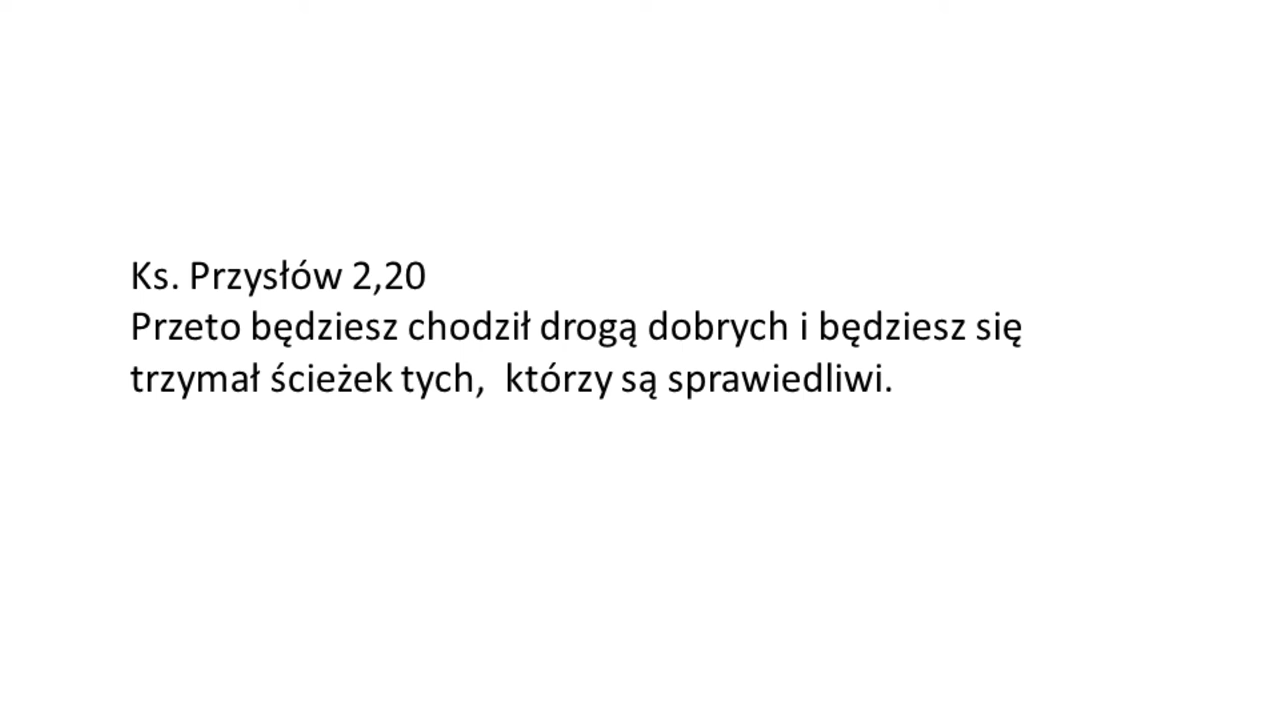 Ks. Przysłów 2,20
Przeto będziesz chodził drogą dobrych i będziesz się
trzymał ścieżek tych,  którzy są sprawiedliwi.